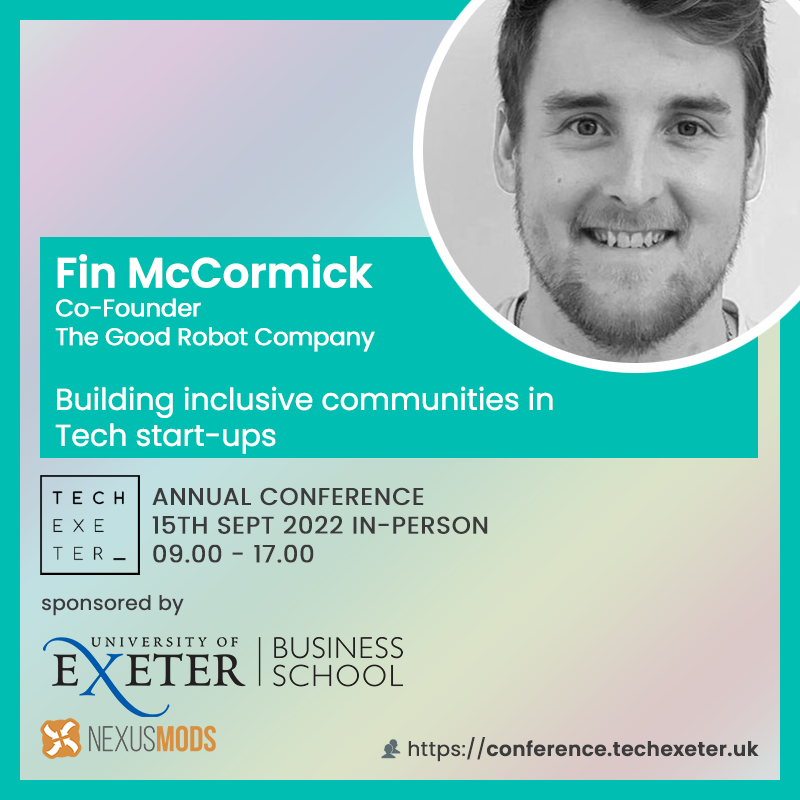 Fin McCormick
Co-Founder
The Good Robot Company
Building inclusive communities in
Tech start-ups
TECH
EXE
TER_
ANNUAL CONFERENCE
15TH SEPT 2022 IN-PERSON
09.00 - 17.00
sponsored by
UNIVERSITY OF
EXETER
BUSINESS
SCHOOL
NEXUSMODS
https://conference.techexeter.uk